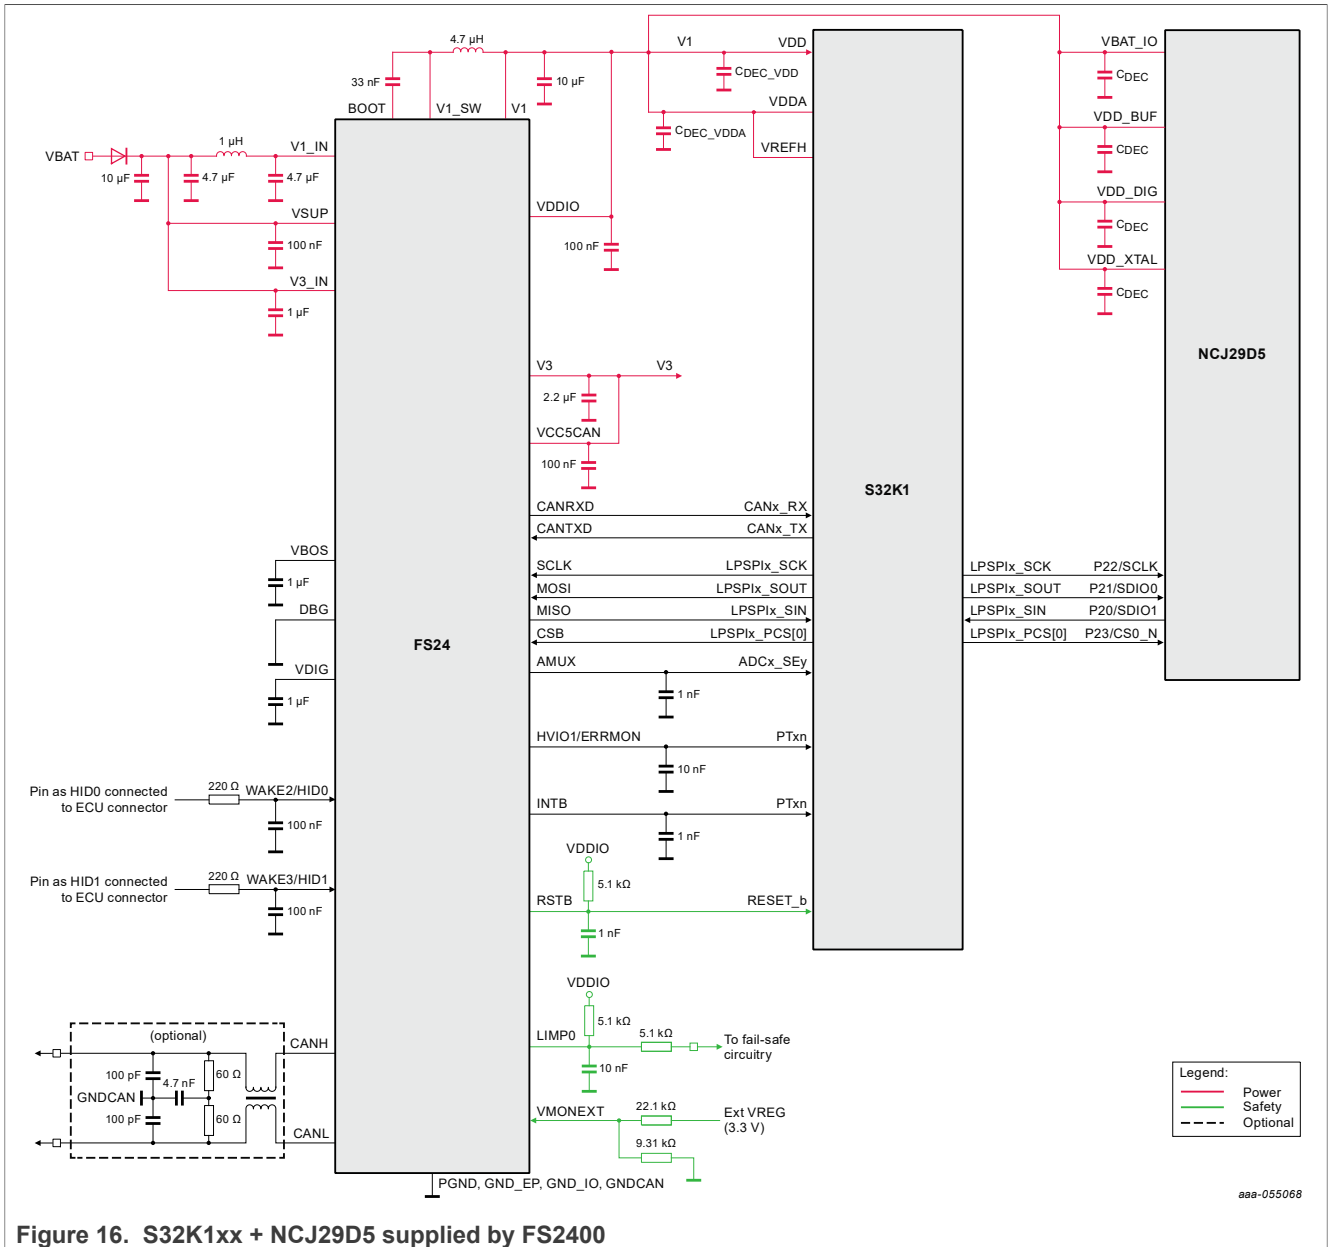 4.7 µH
33 nF
BOOT
V1_SW
V1
10 µF
V1
VDD
CDEC_VDD
VDDA
CDEC_VDDA
VREFH
VBAT_IO
CDEC
VDD_BUF
CDEC
VDD_DIG
CDEC
VDD_XTAL
CDEC
NCJ29D5
VBAT
1 µH
V1_IN
10 µF
4.7 µF
4.7 µF
VSUP
100 nF
V3_IN
1 µF
VDDIO
100 nF
V3
V3
2.2 µF
VCC5CAN
100 nF
S32K1
CANRXD
CANx_RX
CANTXD
CANx_TX
SCLK
LPSPIx_SCK
MOSI
LPSPIx_SOUT
MISO
LPSPIx_SIN
CSB
LPSPIx_PCS[0]
LPSPIx_SCK
P22/SCLK
LPSPIx_SOUT
P21/SDIO0
LPSPIx_SIN
P20/SDIO1
LPSPIx_PCS[0]
P23/CS0_N
VBOS
1 µF
DBG
FS24
VDIG
1 µF
AMUX
ADCx_SEy
1 nF
HVIO1/ERRMON
PTxn
10 nF
INTB
PTxn
1 nF
Pin as HID0 connected
to ECU connector
220 Ω
WAKE2/HID0
100 nF
Pin as HID1 connected
to ECU connector
220 Ω
WAKE3/HID1
100 nF
VDDIO
5.1 kΩ
RSTB
RESET_b
1 nF
VDDIO
5.1 kΩ
LIMP0
5.1 kΩ
To fail-safe
circuitry
10 nF
(optional)
CANH
100 pF
4.7 nF
60 Ω
GNDCAN
100 pF
60 Ω
CANL
VMONEXT
22.1 kΩ
Ext VREG
(3.3 V)
9.31 kΩ
PGND, GND_EP, GND_IO, GNDCAN
Legend:
Power
Safety
Optional
aaa-055068
Figure 16. S32K1xx + NCJ29D5 supplied by FS2400